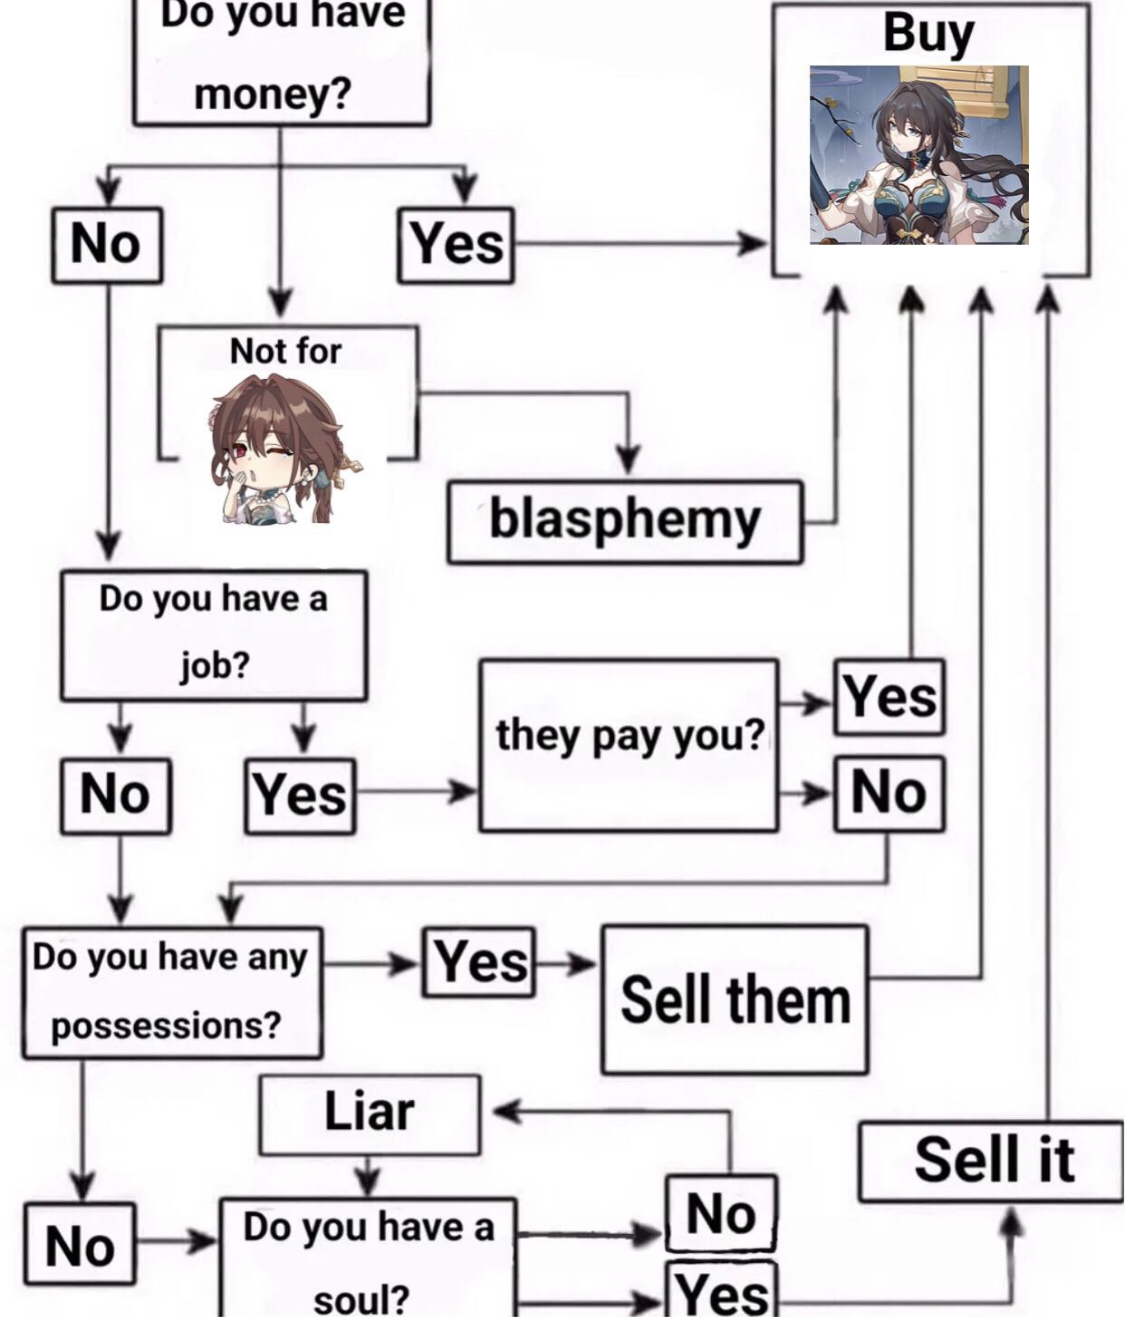 Do you have
money?
Buy
No
Yes
Not for
blasphemy
Do you have a
job?
they pay you?
Yes
No
Yes
No
Do you have any
possessions?
Yes
Sell them
Liar
Sell it
No
Do you have a
soul?
No
Yes